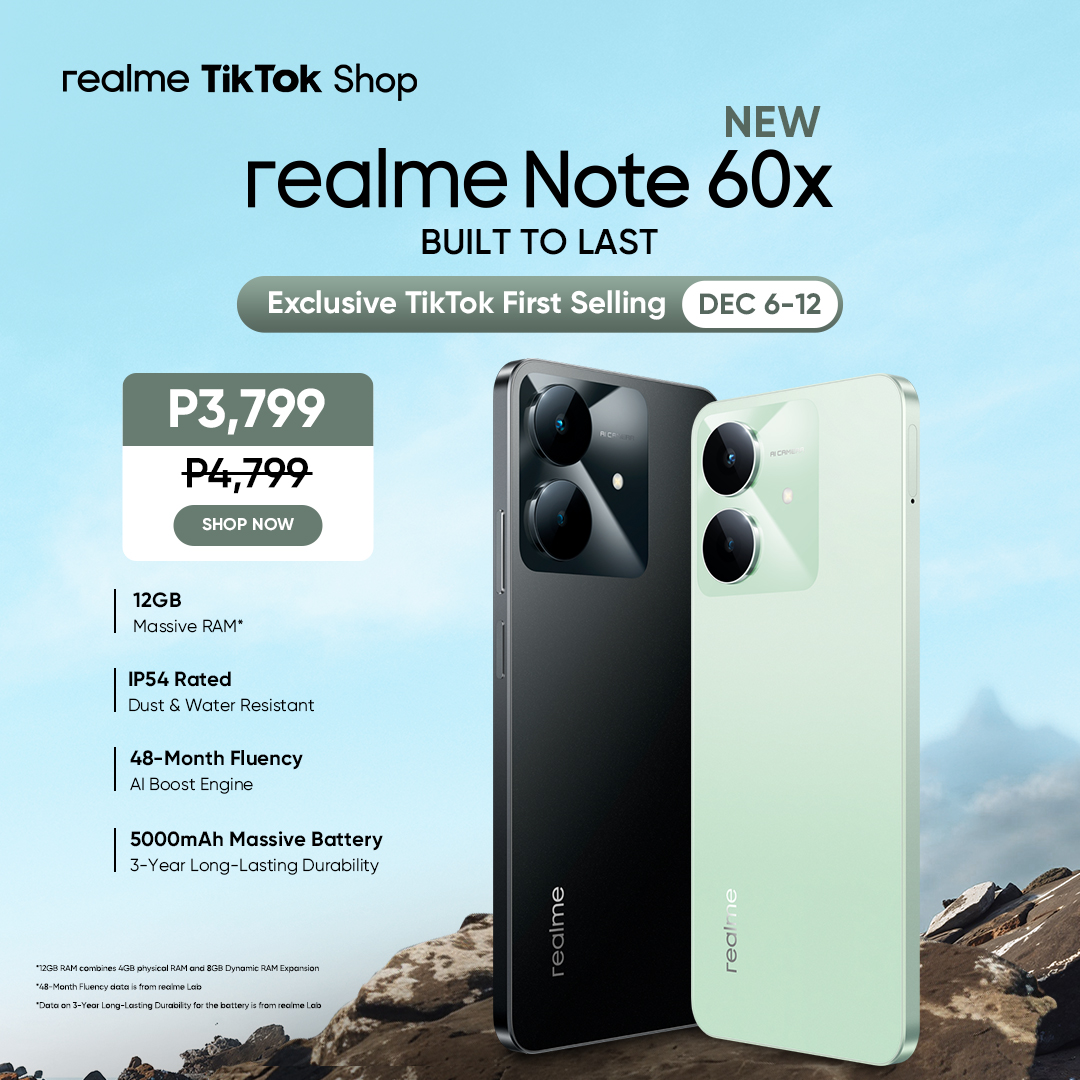 realme TikTok Shop
NEW
realme Note 60x
BUILT TO LAST
Exclusive TikTok First Selling DEC 6-12
P3,799
P4,799
SHOP NOW
12GB
Massive RAM*
IP54 Rated
Dust & Water Resistant
48-Month Fluency
AI Boost Engine
5000mAh Massive Battery
3-Year Long-Lasting Durability
AI CAMERA
AI CAMERA
realme
realme
*12GB RAM combines 4GB physical RAM and 8GB Dynamic RAM Expansion
*48-Month Fluency data is from realme Lab
*Data on 3-Year Long-Lasting Durability for the battery is from realme Lab